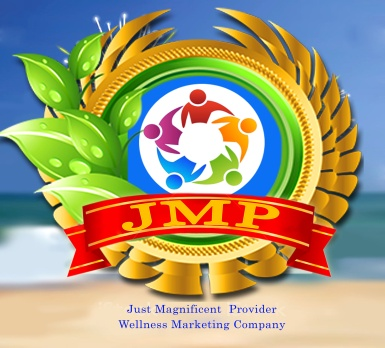 JMP
Just Magnificent Provider
Wellness Marketing Company